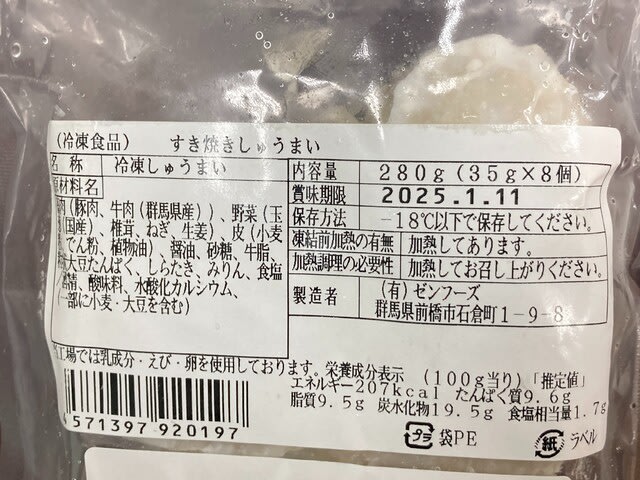 (冷凍食品) すき焼きしゅうまい
名 称 冷凍しゅうまい
材料名
肉(豚肉、牛肉(群馬県産))、野菜(玉
国産)、椎茸、ねぎ、生姜)、皮(小麦
でん粉、植物油)、醤油、砂糖、牛脂、
大豆たんぱく、しらたき、みりん、食塩
酸味料、水酸化カルシウム、
(一部に小麦・大豆を含む)
内容量 280g(35g×8個)
賞味期限 2025.1.11
保存方法 −18℃以下で保存してください。
凍結前加熱の有無 加熱してあります。
加熱調理の必要性 加熱してお召し上がりください。
製造者 (有)ゼンフーズ
群馬県前橋市石倉町1−9−8
工場では乳成分・えび・卵を使用しております。
栄養成分表示 (100g当り)「推定値」
エネルギー207kcal たんぱく質9.6g
脂質9.5g 炭水化物19.5g 食塩相当量1.7g
571397 920197
プラ 袋PE 紙 ラベル